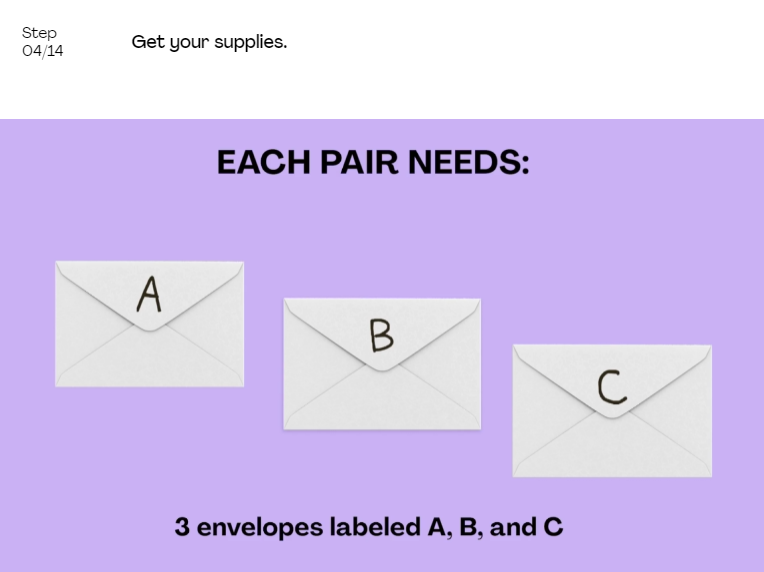 Step
04/14
Get your supplies.
EACH PAIR NEEDS:
A
B
C
3 envelopes labeled A, B, and C